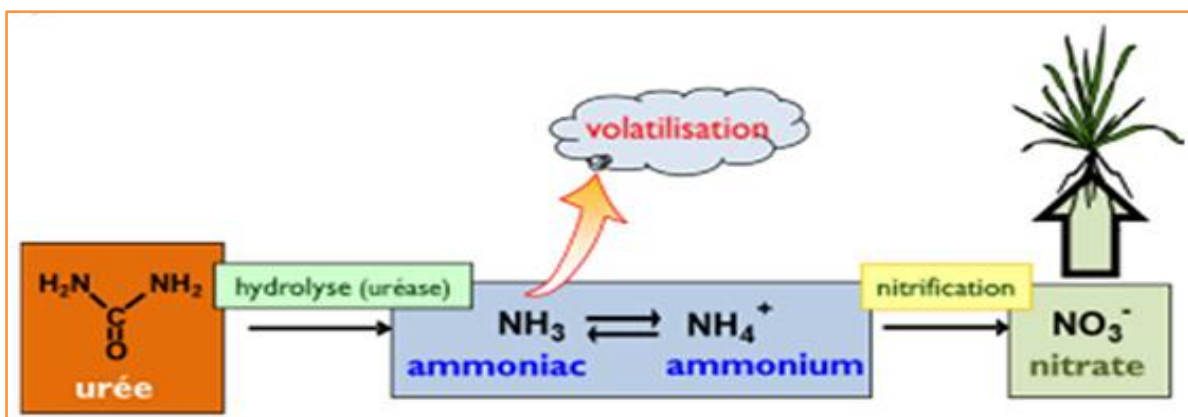 volatilisation
H₂N NH₂
C
O
urée
hydrolyse (uréase)
NH₃ ⇌ NH₄⁺
ammoniac ammonium
nitrification
NO₃⁻
nitrate